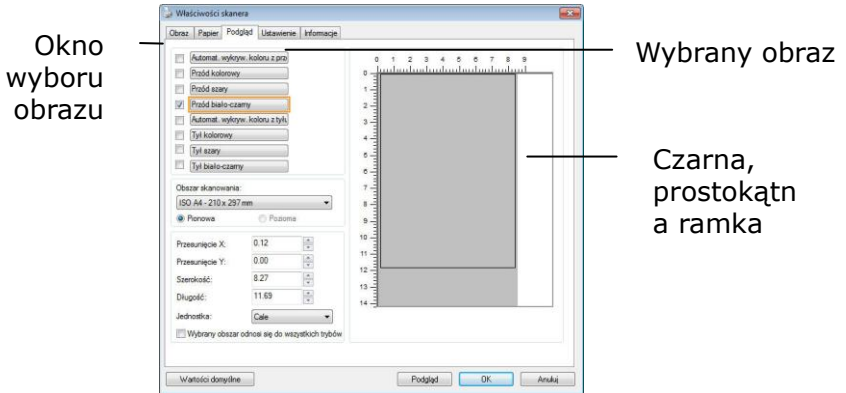 Właściwości skanera
Obraz Papier Podgląd Ustawienie Informacje
Okno
wyboru
obrazu
Automat. wykryw. koloru z prz
Przód kolorowy
Przód szary
Przód biało-czarny
Automat. wykryw. koloru z tyłu
Tył kolorowy
Tył szary
Tył biało-czarny
Obszar skanowania:
ISO A4 - 210 x 297 mm
Pionowa Pozioma
Przesunięcie X: 0.12
Przesunięcie Y: 0.00
Szerokość: 8.27
Długość: 11.69
Jednostka: Cale
Wybrany obszar odnosi się do wszystkich trybów
0 1 2 3 4 5 6 7 8 9
0
1
2
3
4
5
6
7
8
9
10
11
12
13
14
Wybrany obraz
Czarna,
prostokątn
a ramka
Wartości domyślne Podgląd OK Anuluj